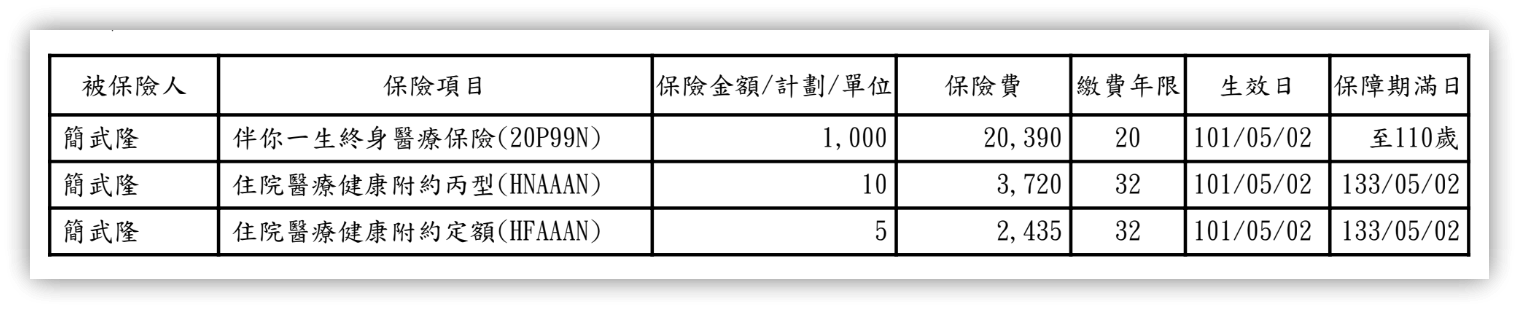 被保險人 保險項目 保險金額/計劃/單位 保險費 繳費年限 生效日 保障期滿日
簡武隆 伴你一生終身醫療保險(20P99N) 1,000 20,390 20 101/05/02 至110歲
簡武隆 住院醫療健康附約丙型(HNAAAN) 10 3,720 32 101/05/02 133/05/02
簡武隆 住院醫療健康附約定額(HFAAAN) 5 2,435 32 101/05/02 133/05/02